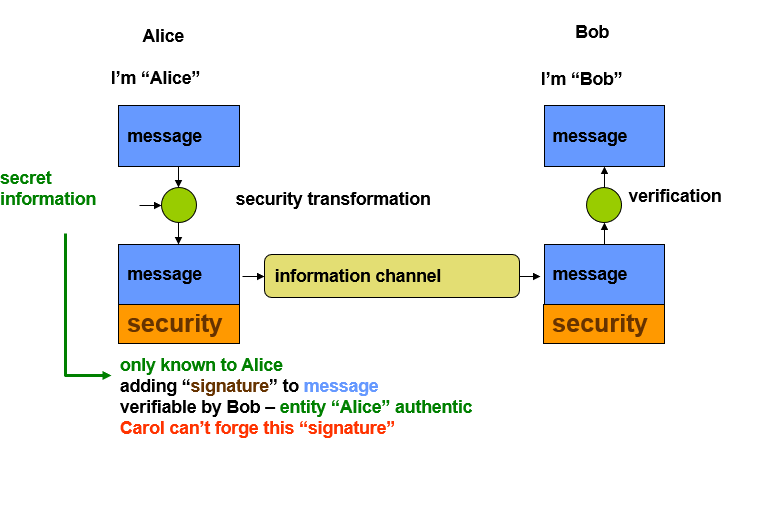 Alice
Bob
I’m “Alice”
I’m “Bob”
message
message
secret
information
security transformation
verification
message
information channel
message
security
security
only known to Alice
adding “signature” to message
verifiable by Bob – entity “Alice” authentic
Carol can’t forge this “signature”